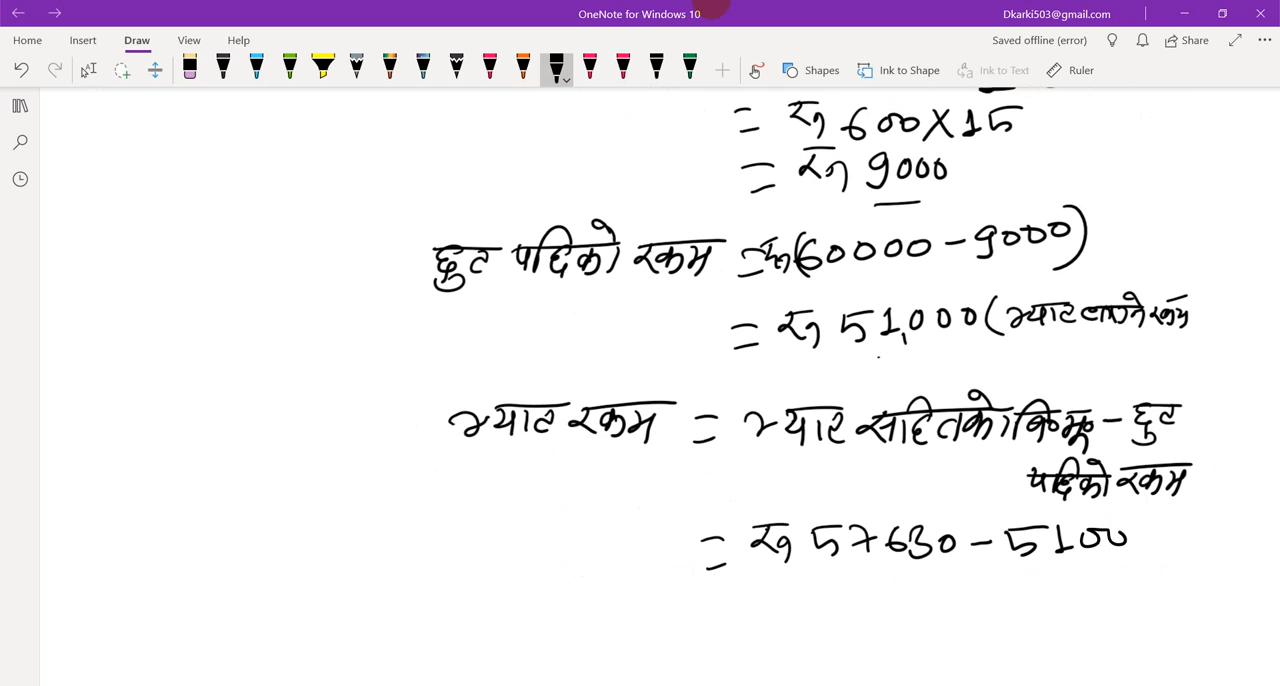 OneNote for Windows 10
Dkarki503@gmail.com
Home Insert Draw View Help
Saved offline (error) Share
Shapes Ink to Shape Ink to Text Ruler
= रु 600 X 15
= रु 9000
छुट पछिको रकम = रु (60000 - 9000)
= रु 51,000 (भ्याट लाग्ने रकम
भ्याट रकम = भ्याट सहितको कि मू - छुट
पछिको रकम
= रु 57630 - 5100